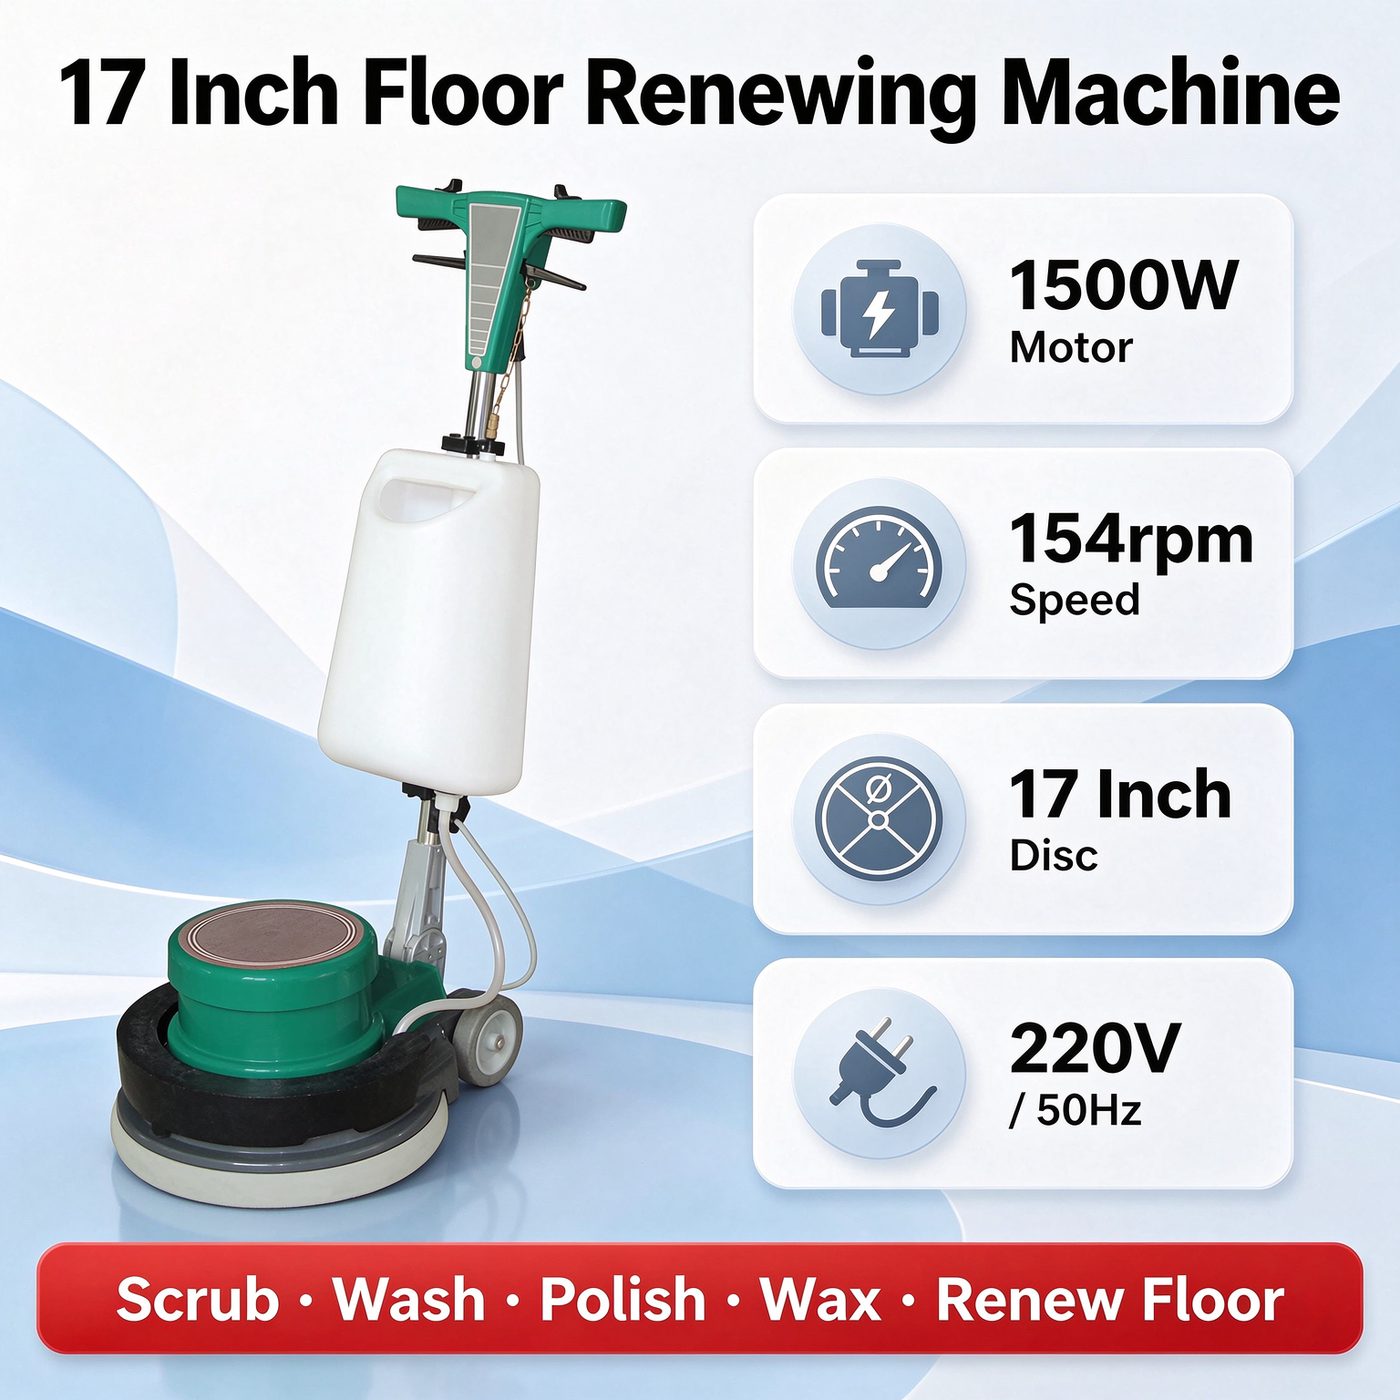 17 Inch Floor Renewing Machine
1500W
Motor
154rpm
Speed
Ø
17 Inch
Disc
220V
/ 50Hz
Scrub · Wash · Polish · Wax · Renew Floor